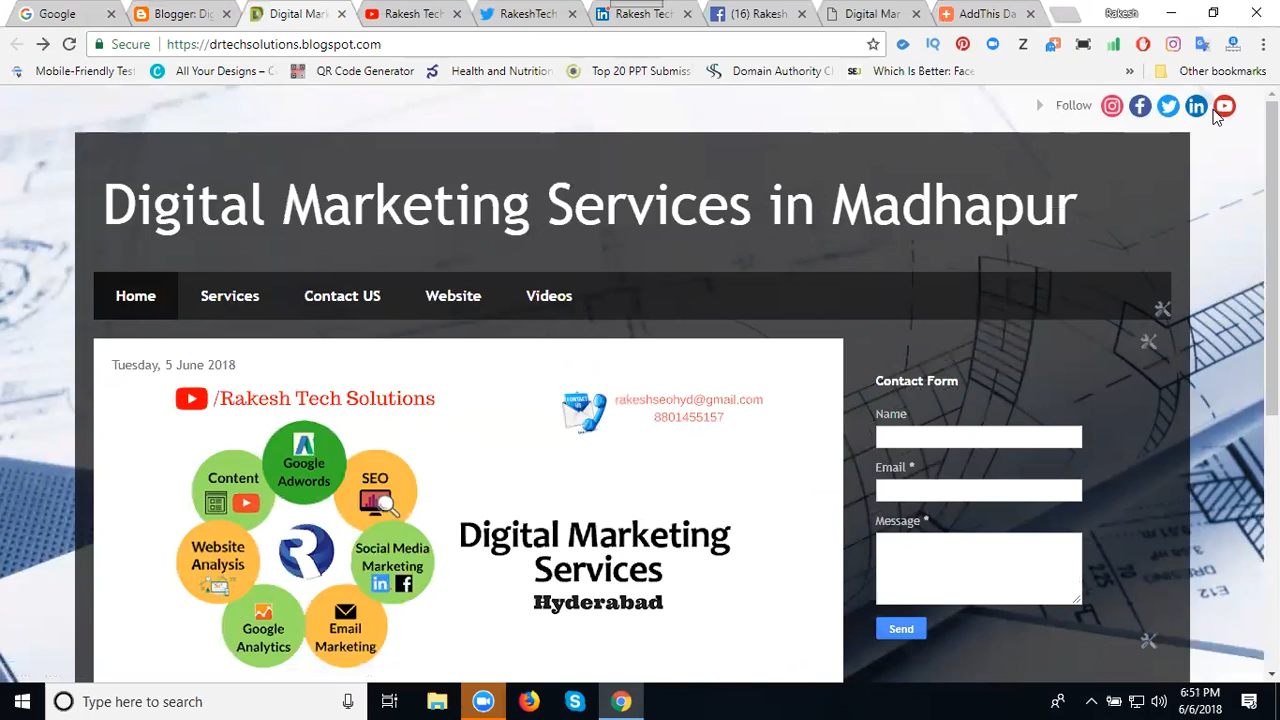 Google
Blogger: Dig
Digital Mark
Rakesh Tech
RakeshTech
Rakesh Tech
(16) Rakesh
Digital Mar
AddThis Da
Rakesh
Secure
https://drtechsolutions.blogspot.com
Mobile-Friendly Test
All Your Designs – C
QR Code Generator
Health and Nutrition
Top 20 PPT Submiss
Domain Authority Cl
Which Is Better: Face
» Other bookmarks
Follow
Digital Marketing Services in Madhapur
Home
Services
Contact US
Website
Videos
Tuesday, 5 June 2018
/Rakesh Tech Solutions
rakeshseohyd@gmail.com
8801455157
Google
Adwords
Content
SEO
Website
Analysis
Social Media
Marketing
Google
Analytics
Email
Marketing
Digital Marketing
Services
Hyderabad
Contact Form
Name
Email *
Message *
Send
Type here to search
6:51 PM
6/6/2018